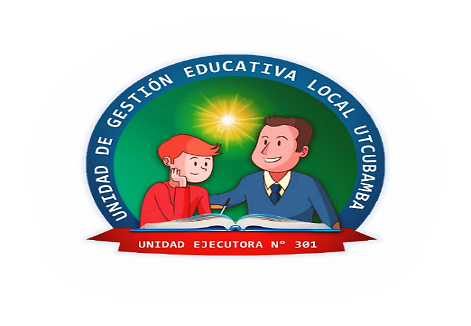 UNIDAD DE GESTIÓN EDUCATIVA LOCAL UTCUBAMBA
UNIDAD EJECUTORA N° 301